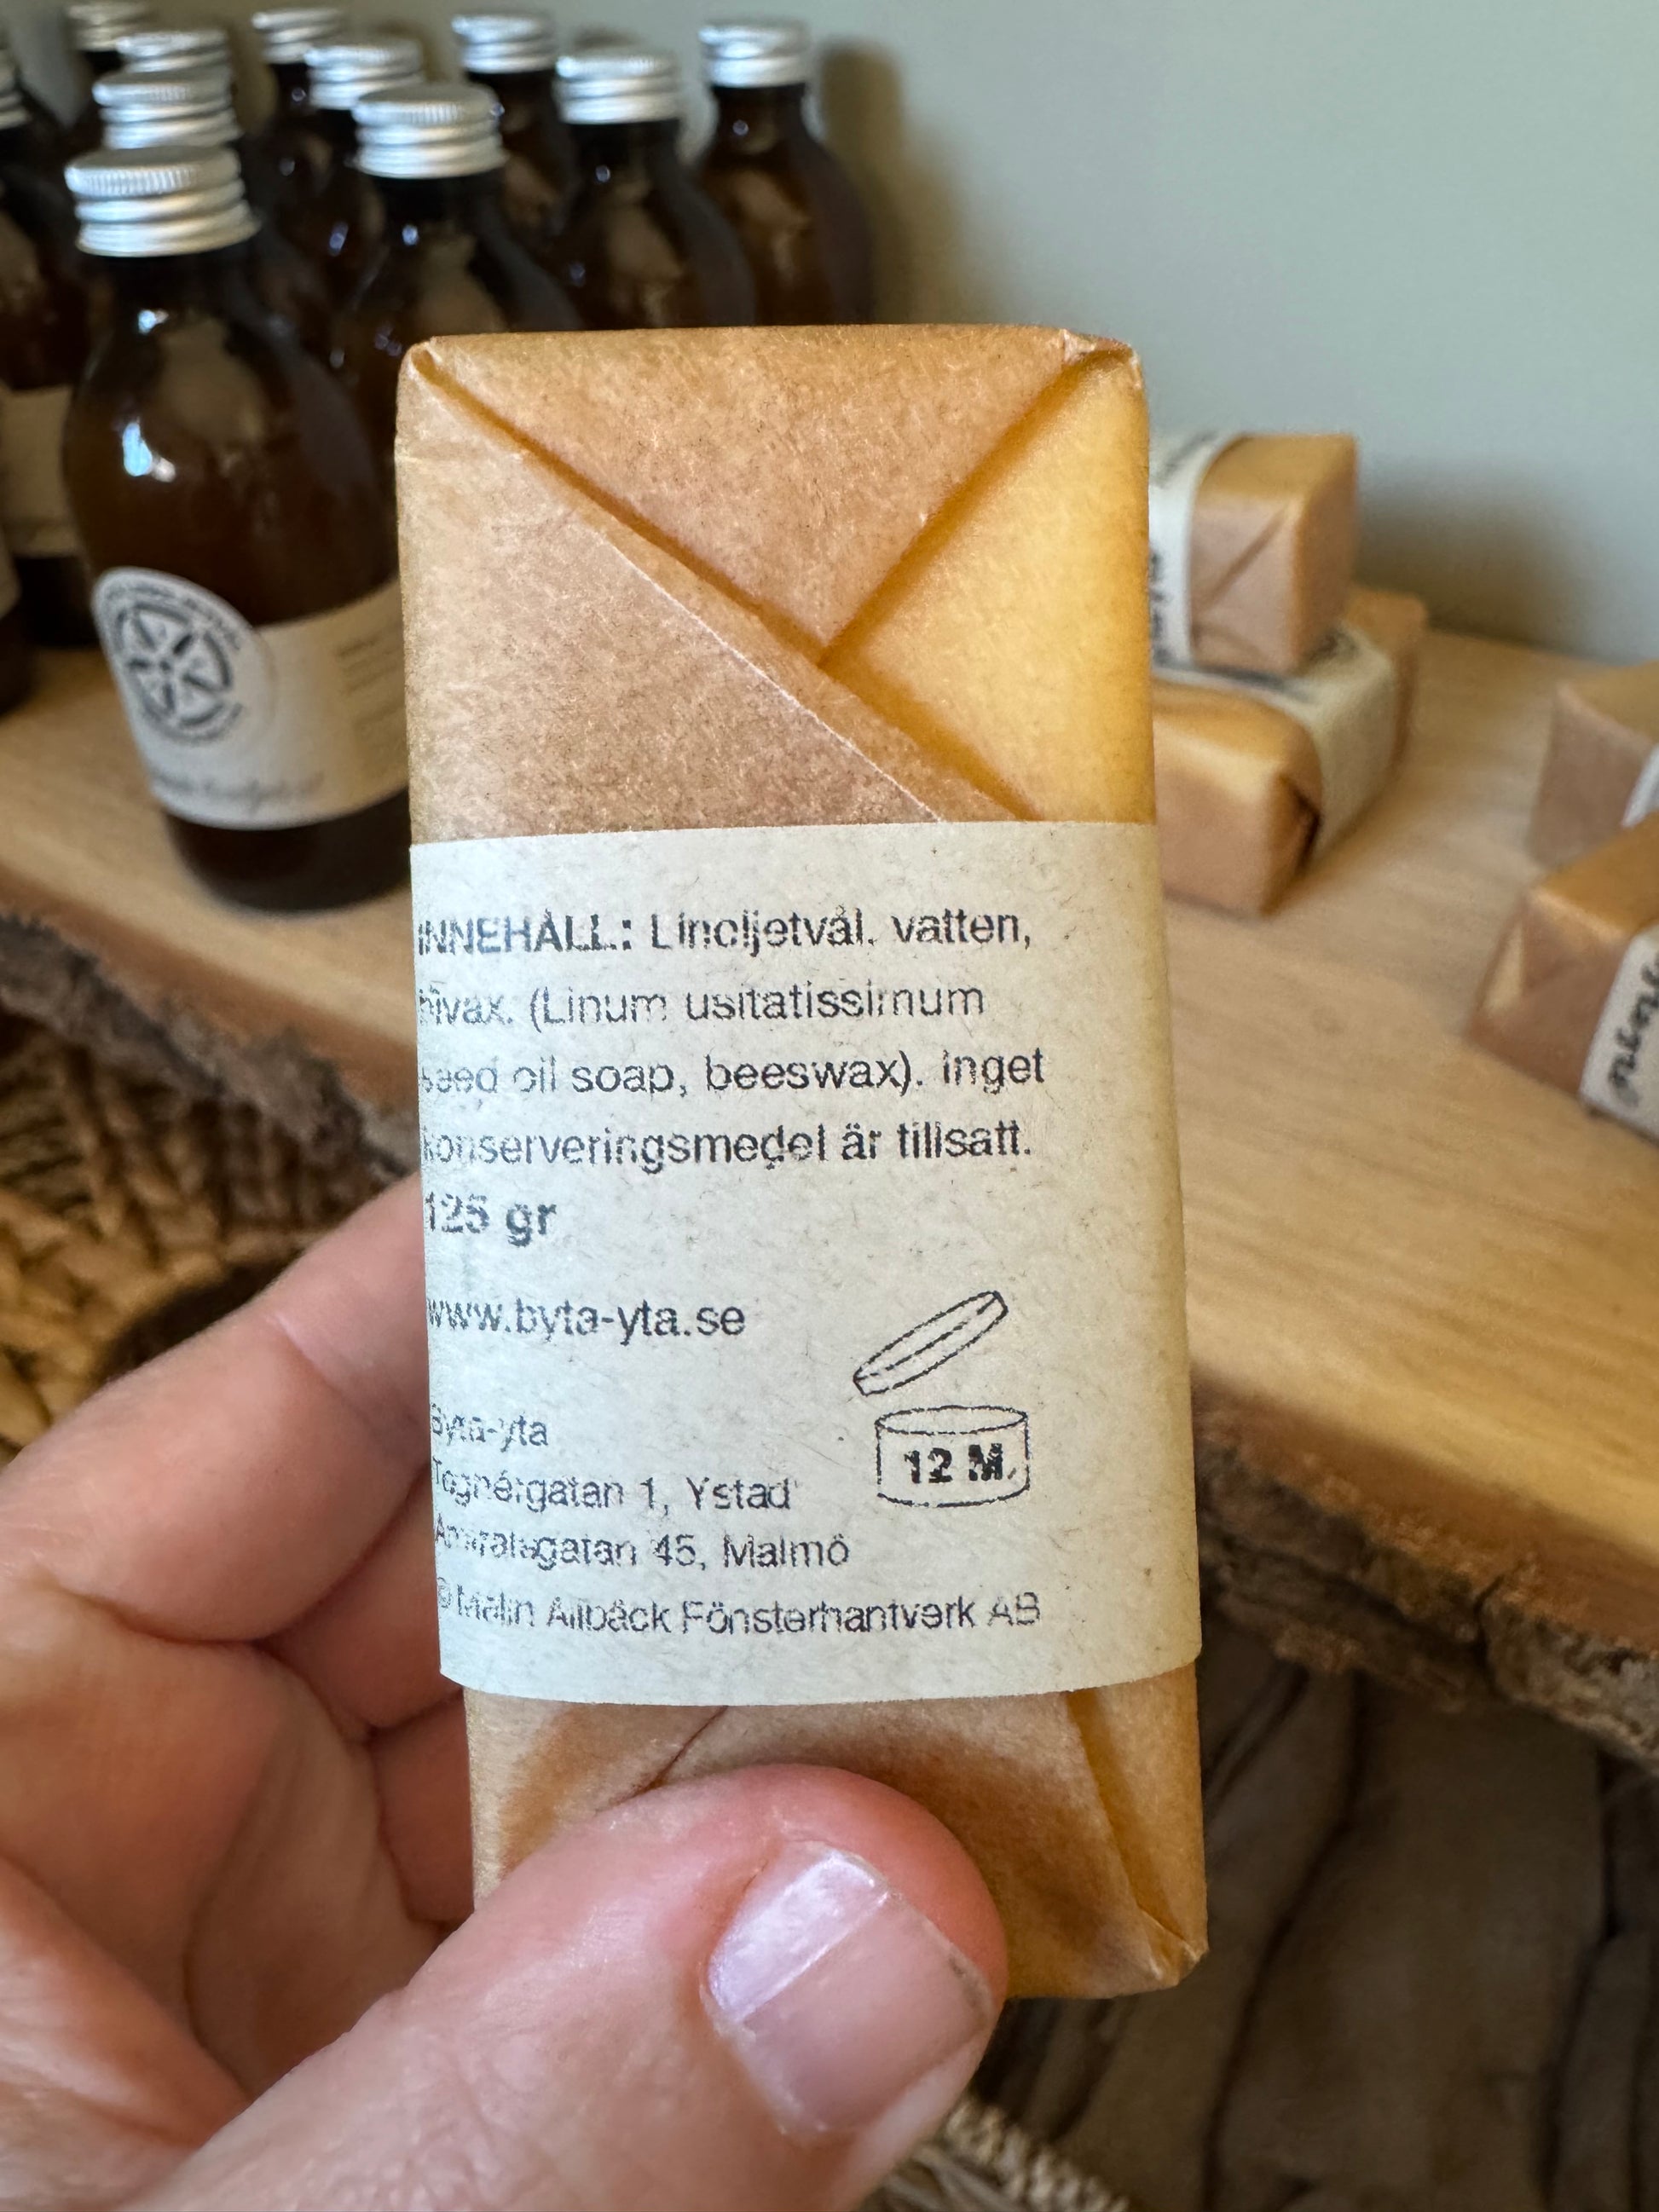 INNEHÅLL: Linoljetvål, vatten,
bivax. (Linum usitatissimum
seed oil soap, beeswax). Inget
konserveringsmedel är tillsatt.
125 gr
www.byta-yta.se
Byta-yta
Tegnérgatan 1, Ystad
Amiralsgatan 45, Malmö
©Malin Allbäck Fönsterhantverk AB
12 M